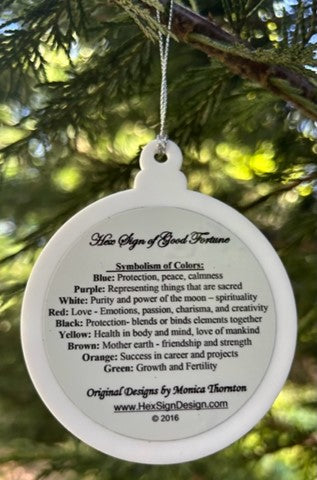 Hex Sign of Good Fortune
Symbolism of Colors:
Blue: Protection, peace, calmness
Purple: Representing things that are sacred
White: Purity and power of the moon – spirituality
Red: Love - Emotions, passion, charisma, and creativity
Black: Protection- blends or binds elements together
Yellow: Health in body and mind, love of mankind
Brown: Mother earth - friendship and strength
Orange: Success in career and projects
Green: Growth and Fertility
Original Designs by Monica Thornton
www.HexSignDesign.com
© 2016